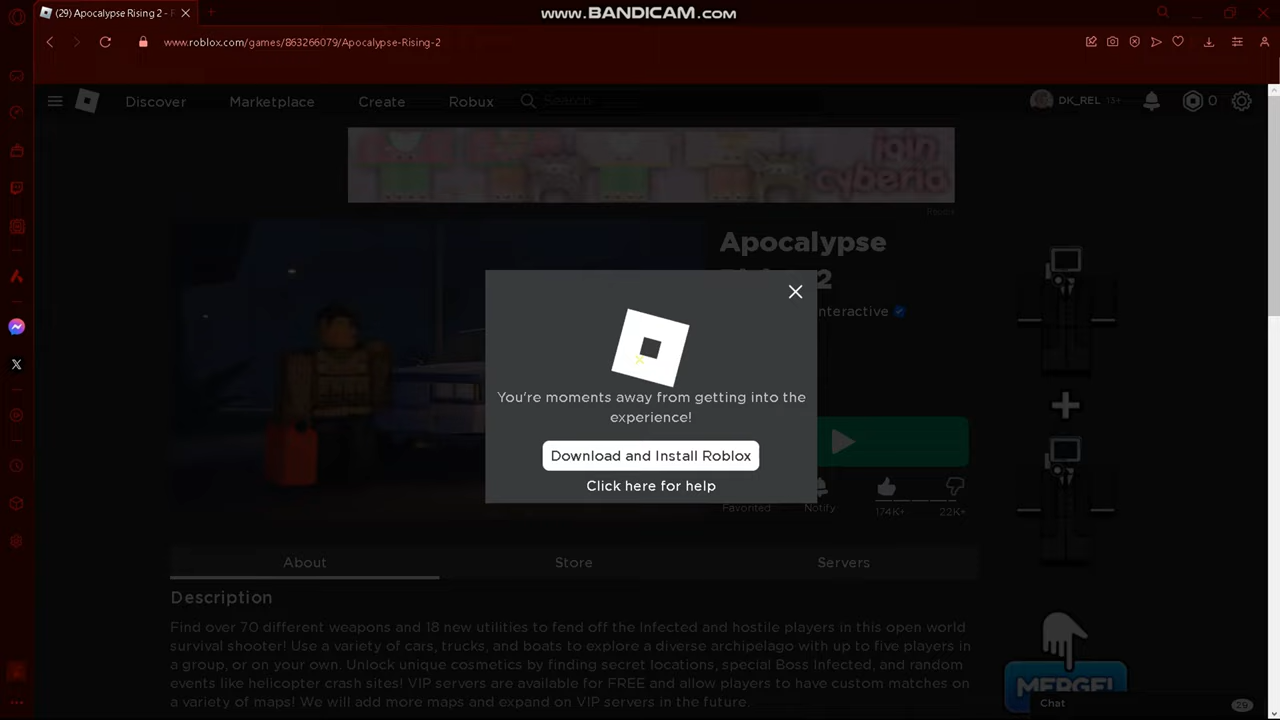 (29) Apocalypse Rising 2 -
WWW.BANDICAM.COM
www.roblox.com/games/863266079/Apocalypse-Rising-2
Discover
Marketplace
Create
Robux
Search
DK_REL
13+
0
Apocalypse
2
nteractive
You're moments away from getting into the
experience!
Download and Install Roblox
Click here for help
Favorited
Notify
174K+
22K+
About
Store
Servers
Description
Find over 70 different weapons and 18 new utilities to fend off the Infected and hostile players in this open world
survival shooter! Use a variety of cars, trucks, and boats to explore a diverse archipelago with up to five players in
a group, or on your own. Unlock unique cosmetics by finding secret locations, special Boss Infected, and random
events like helicopter crash sites! VIP servers are available for FREE and allow players to have custom matches on
a variety of maps! We will add more maps and expand on VIP servers in the future.
MERGE!
Chat
29